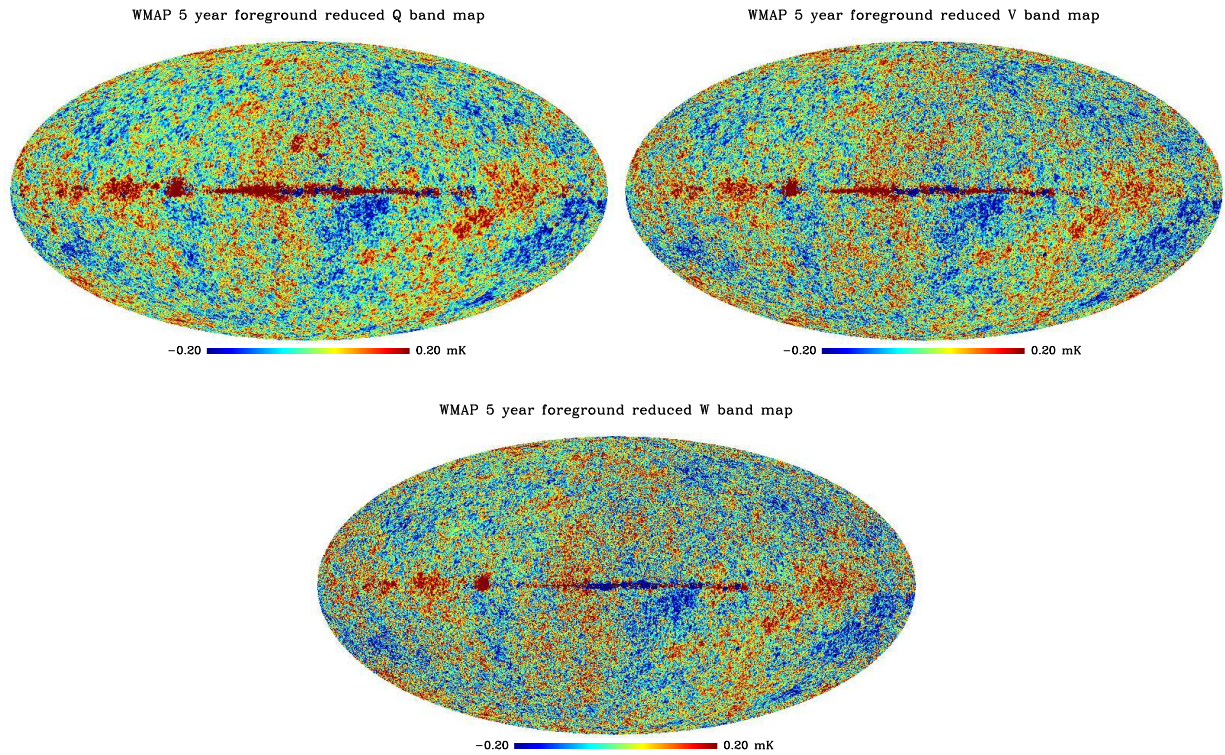 WMAP 5 year foreground reduced Q band map
WMAP 5 year foreground reduced V band map
−0.20 0.20 mK
−0.20 0.20 mK
WMAP 5 year foreground reduced W band map
−0.20 0.20 mK